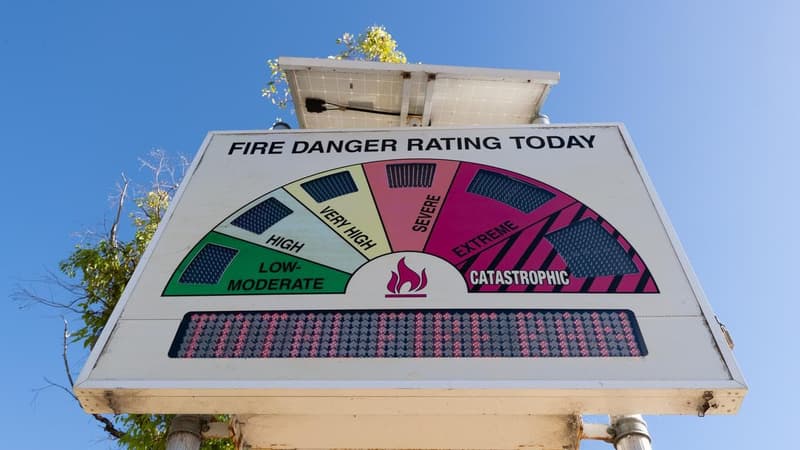 FIRE DANGER RATING TODAY
LOW-
MODERATE
HIGH
VERY HIGH
SEVERE
EXTREME
CATASTROPHIC